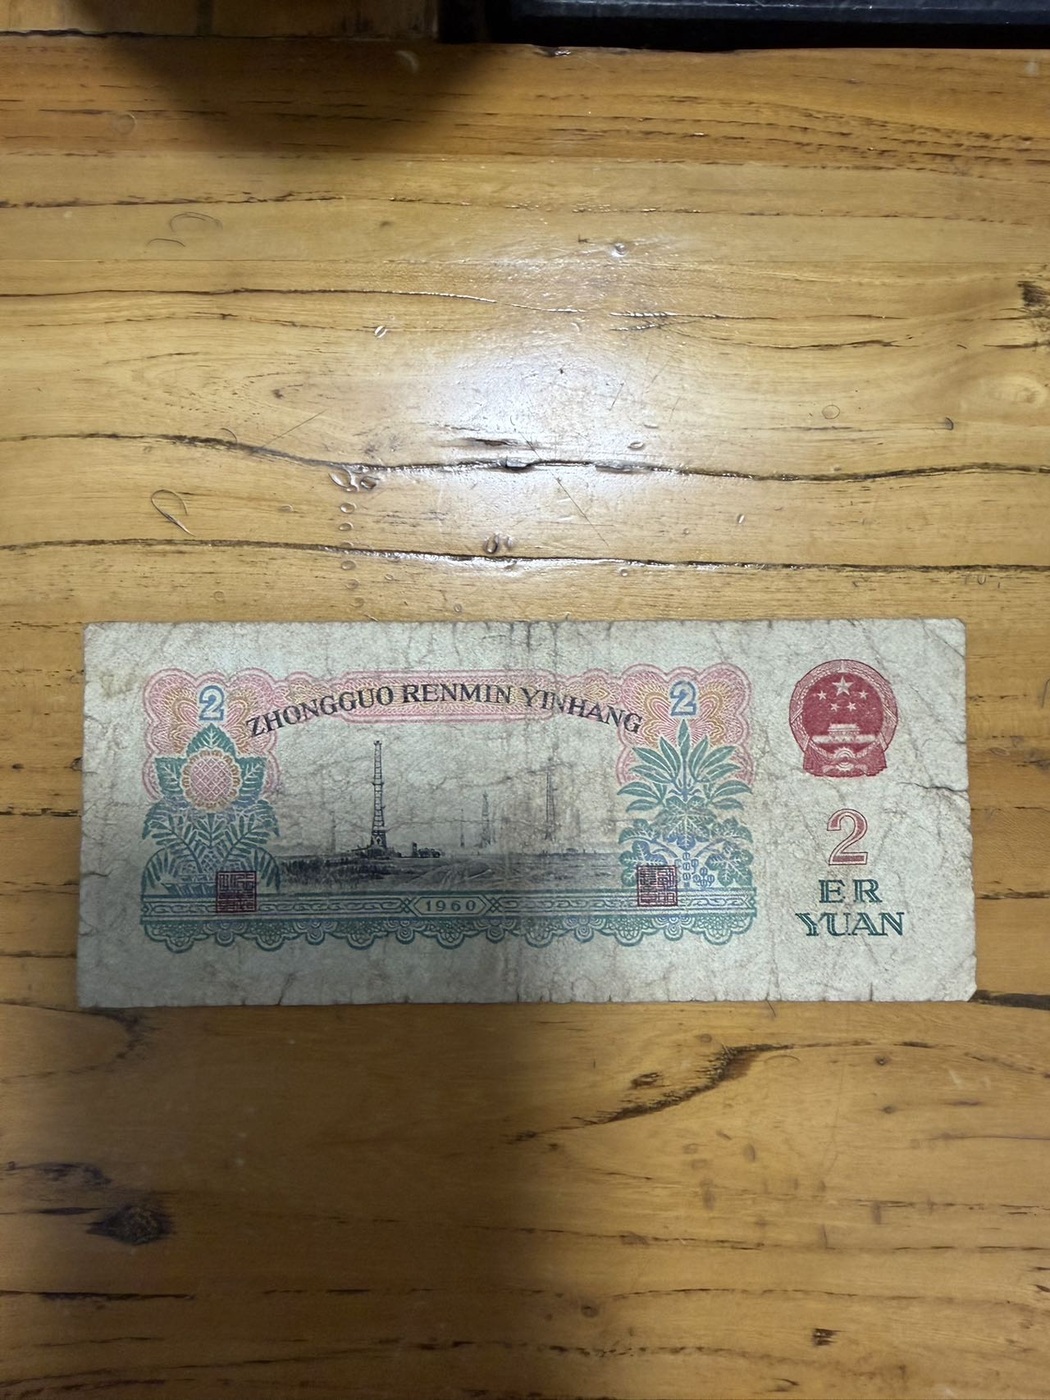 2
ZHONGGUO RENMIN YINHANG
2
1960
2
ER
YUAN